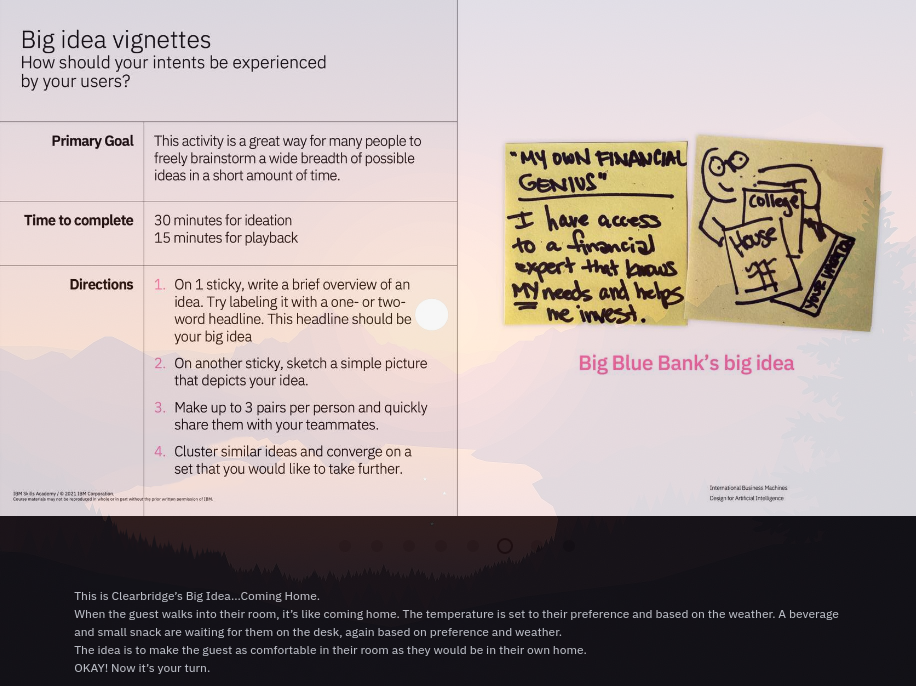 Big idea vignettes
How should your intents be experienced
by your users?
Primary Goal
This activity is a great way for many people to
freely brainstorm a wide breadth of possible
ideas in a short amount of time.
Time to complete
30 minutes for ideation
15 minutes for playback
Directions
1. On 1 sticky, write a brief overview of an
idea. Try labeling it with a one- or two-
word headline. This headline should be
your big idea
2. On another sticky, sketch a simple picture
that depicts your idea.
3. Make up to 3 pairs per person and quickly
share them with your teammates.
4. Cluster similar ideas and converge on a
set that you would like to take further.
IBM Skills Academy / © 2021 IBM Corporation
Course materials may not be reproduced in whole or in part without the prior written permission of IBM.
"MY OWN FINANCIAL
GENIUS"
I have access
to a financial
expert that knows
MY needs and helps
me invest.
College
House
$$
YOUR WEALTH
Big Blue Bank's big idea
International Business Machines
Design for Artificial Intelligence
This is Clearbridge's Big Idea...Coming Home.
When the guest walks into their room, it's like coming home. The temperature is set to their preference and based on the weather. A beverage
and small snack are waiting for them on the desk, again based on preference and weather.
The idea is to make the guest as comfortable in their room as they would be in their own home.
OKAY! Now it's your turn.